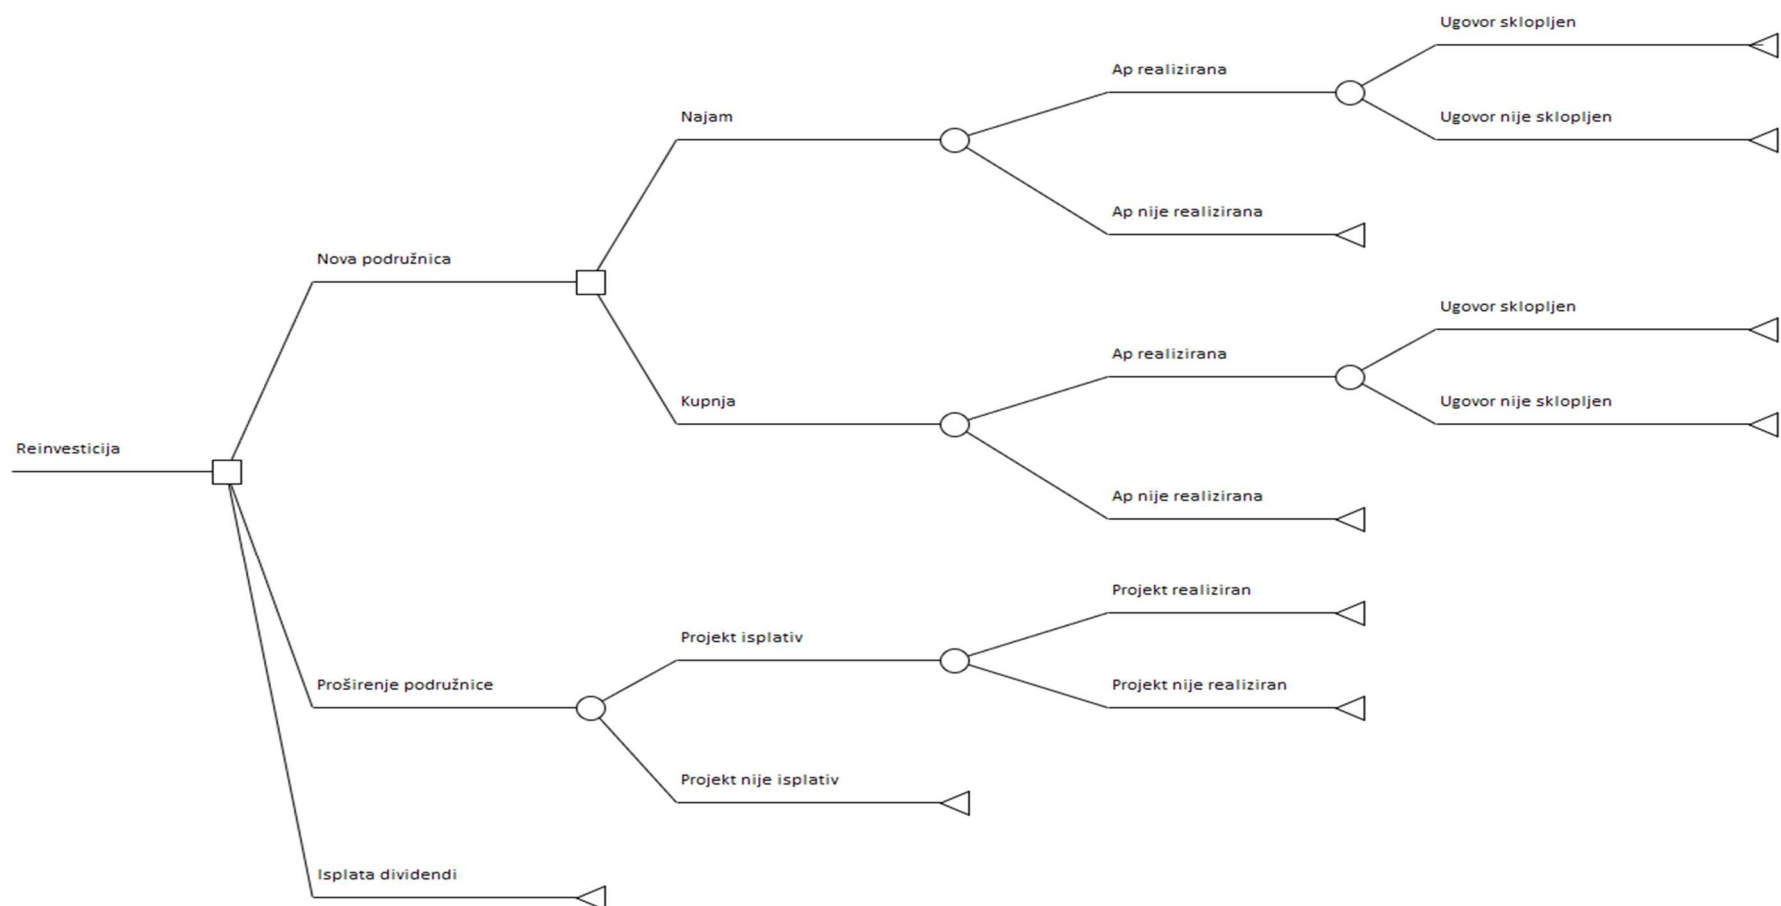 Ugovor sklopljen
Ap realizirana
Najam
Ugovor nije sklopljen
Ap nije realizirana
Nova podružnica
Ugovor sklopljen
Ap realizirana
Kupnja
Ugovor nije sklopljen
Reinvesticija
Ap nije realizirana
Projekt realiziran
Projekt isplativ
Proširenje podružnice
Projekt nije realiziran
Projekt nije isplativ
Isplata dividendi